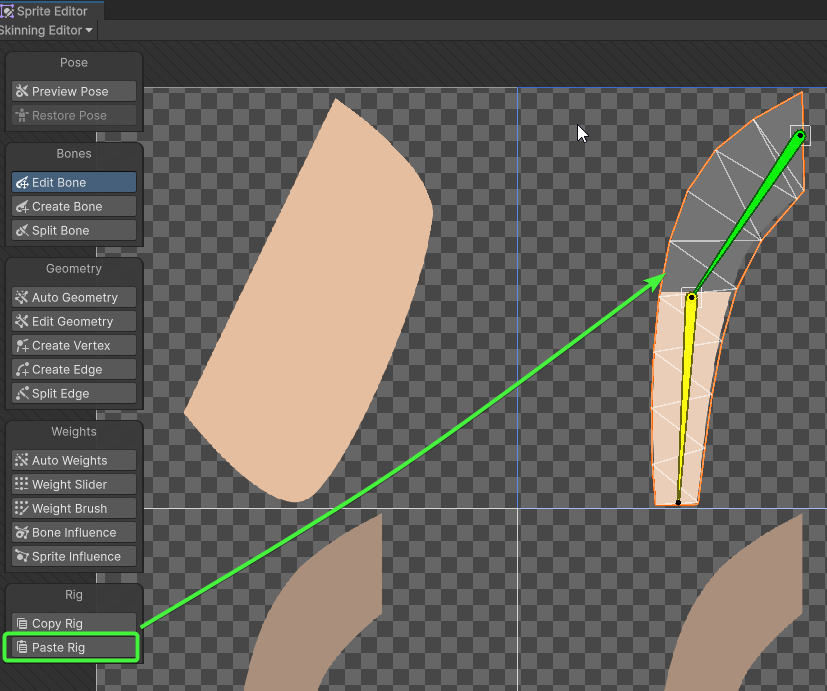 Sprite Editor
Skinning Editor
Pose
Preview Pose
Restore Pose
Bones
Edit Bone
Create Bone
Split Bone
Geometry
Auto Geometry
Edit Geometry
Create Vertex
Create Edge
Split Edge
Weights
Auto Weights
Weight Slider
Weight Brush
Bone Influence
Sprite Influence
Rig
Copy Rig
Paste Rig